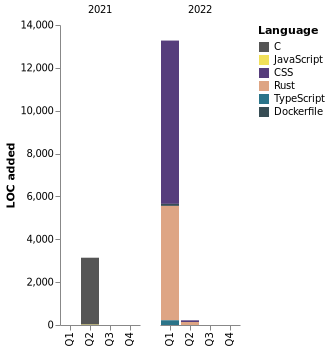 2021
2022
Language
C
JavaScript
CSS
Rust
TypeScript
Dockerfile
LOC added
14,000
12,000
10,000
8,000
6,000
4,000
2,000
0
Q1
Q2
Q3
Q4
Q1
Q2
Q3
Q4